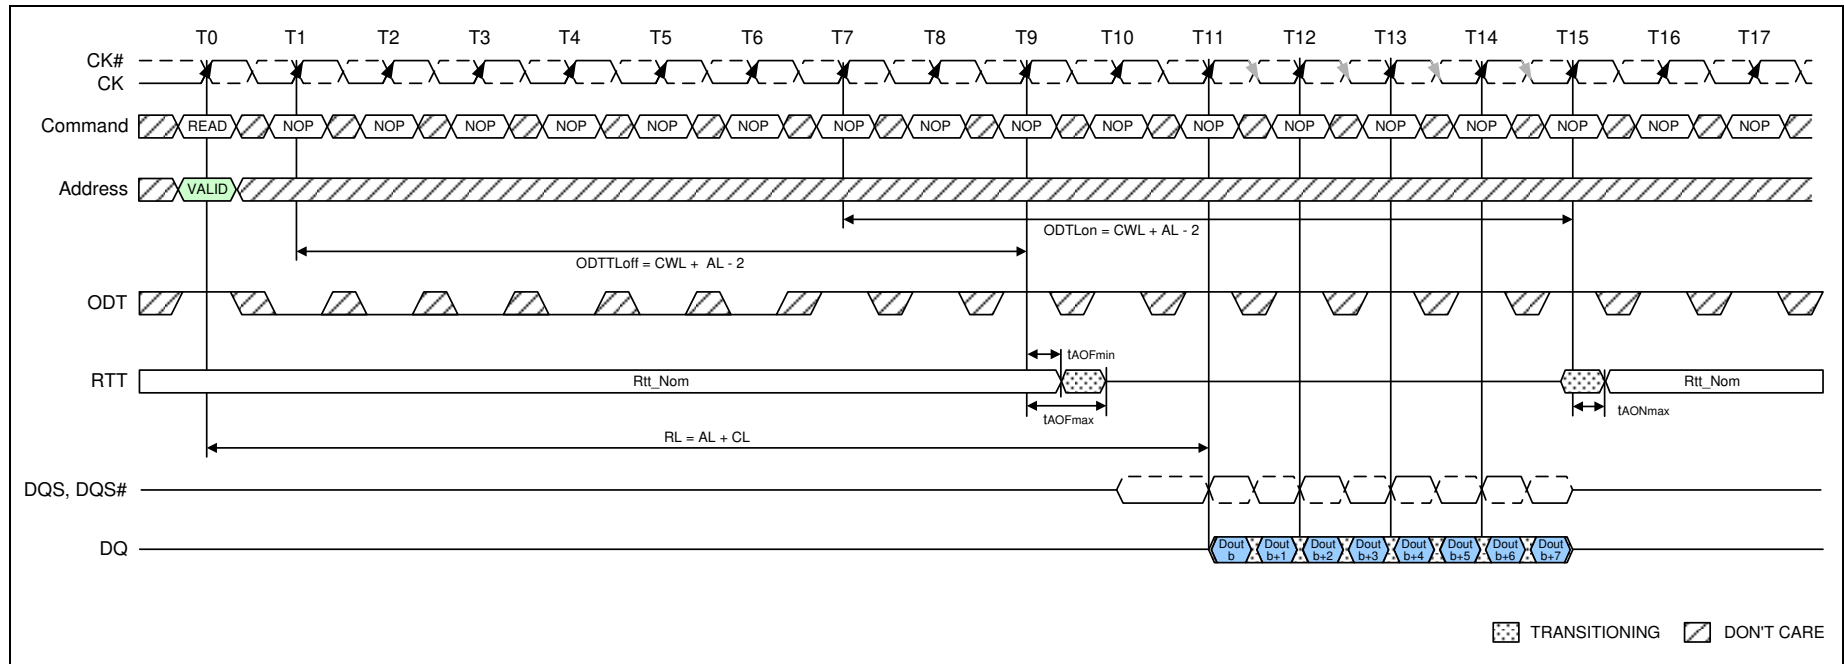 T0 T1 T2 T3 T4 T5 T6 T7 T8 T9 T10 T11 T12 T13 T14 T15 T16 T17
CK#
CK
Command READ NOP NOP NOP NOP NOP NOP NOP NOP NOP NOP NOP NOP NOP NOP NOP NOP NOP
Address VALID
ODTLon = CWL + AL - 2
ODTTLoff = CWL + AL - 2
ODT
tAOFmin
RTT Rtt_Nom Rtt_Nom
tAOFmax tAONmax
RL = AL + CL
DQS, DQS#
DQ Dout b Dout b+1 Dout b+2 Dout b+3 Dout b+4 Dout b+5 Dout b+6 Dout b+7
TRANSITIONING DON'T CARE